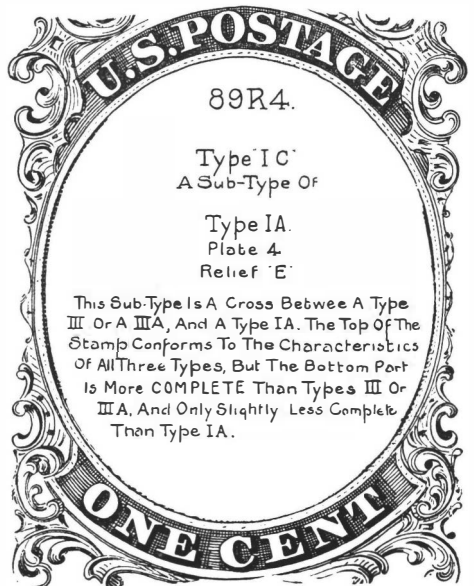 U.S. POSTAGE
89R4.
Type "I C"
A Sub-Type Of
Type IA.
Plate 4
Relief "E"
This Sub-Type Is A Cross Betwee A Type
III Or A IIIA, And A Type IA. The Top Of The
Stamp Conforms To The Characteristics
Of All Three Types, But The Bottom Part
Is More COMPLETE Than Types III Or
IIIA, And Only Slightly Less Complete
Than Type IA.
ONE CENT